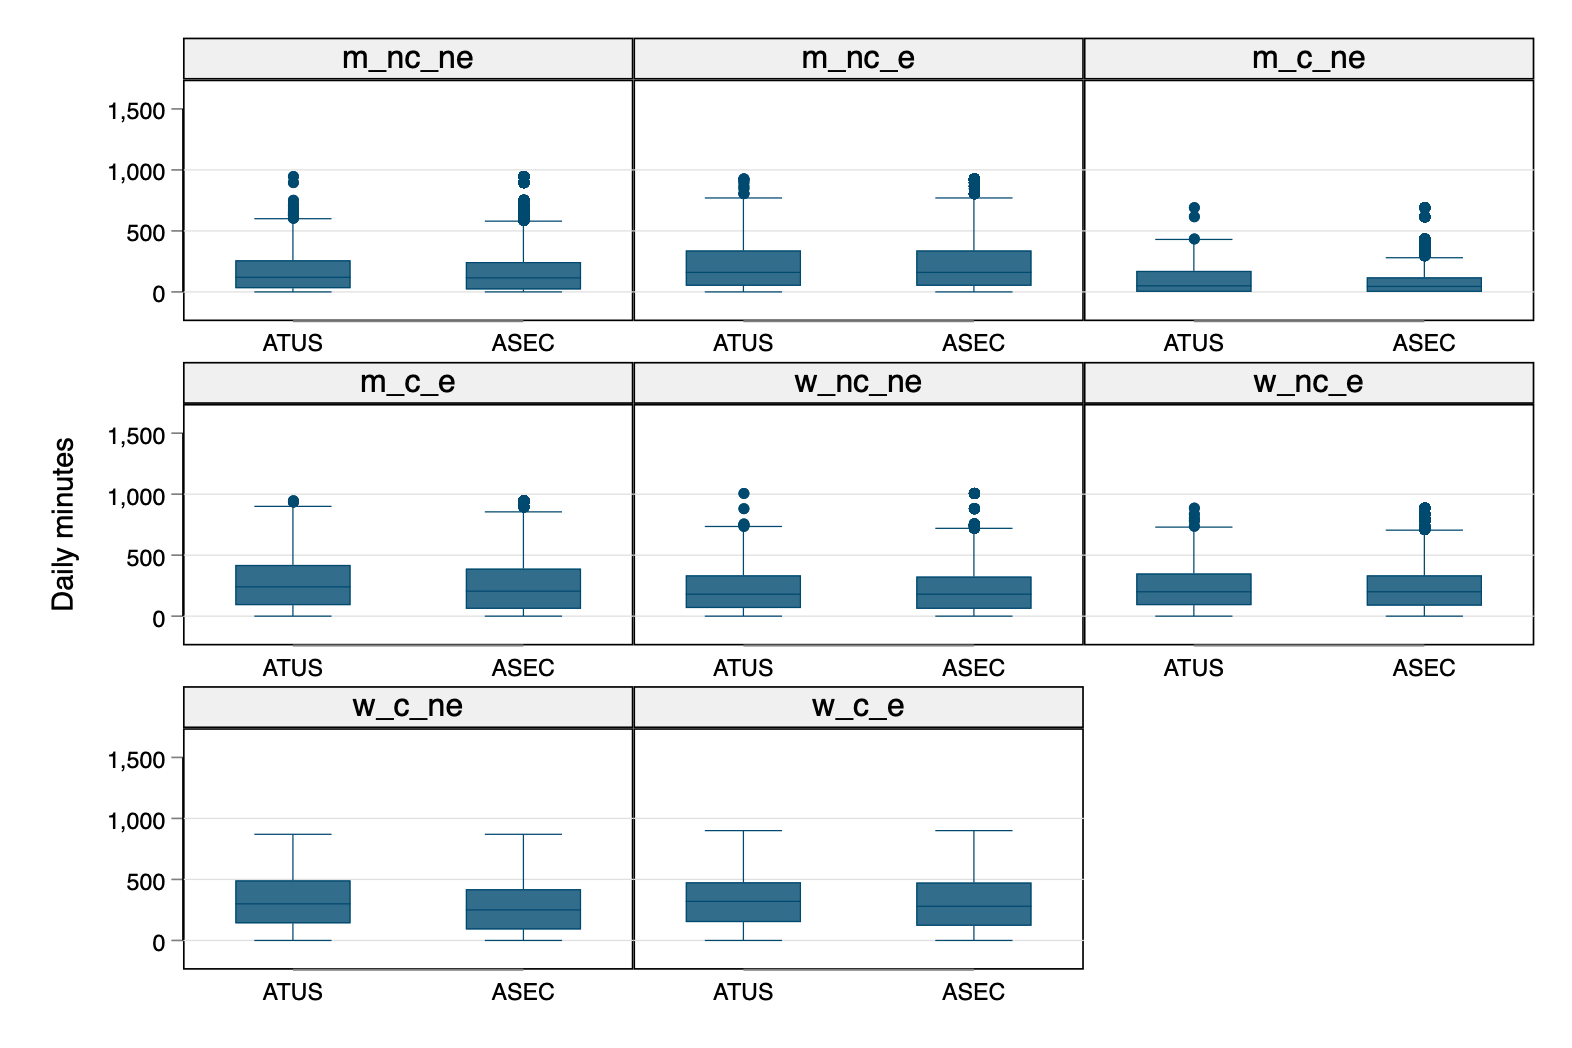 m_nc_ne m_nc_e m_c_ne
1,500
1,000
500
0
ATUS ASEC ATUS ASEC ATUS ASEC
m_c_e w_nc_ne w_nc_e
Daily minutes
1,500
1,000
500
0
ATUS ASEC ATUS ASEC ATUS ASEC
w_c_ne w_c_e
1,500
1,000
500
0
ATUS ASEC ATUS ASEC